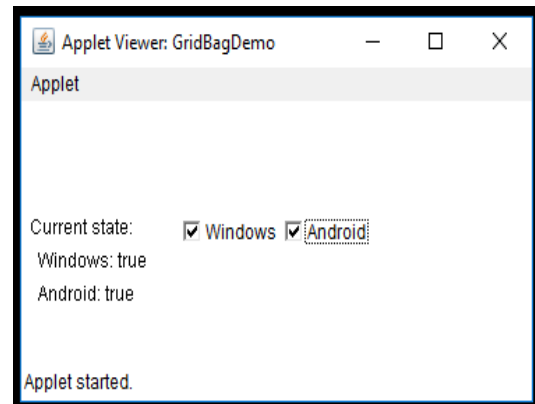 Applet Viewer: GridBagDemo
Applet
Current state:
Windows Android
Windows: true
Android: true
Applet started.